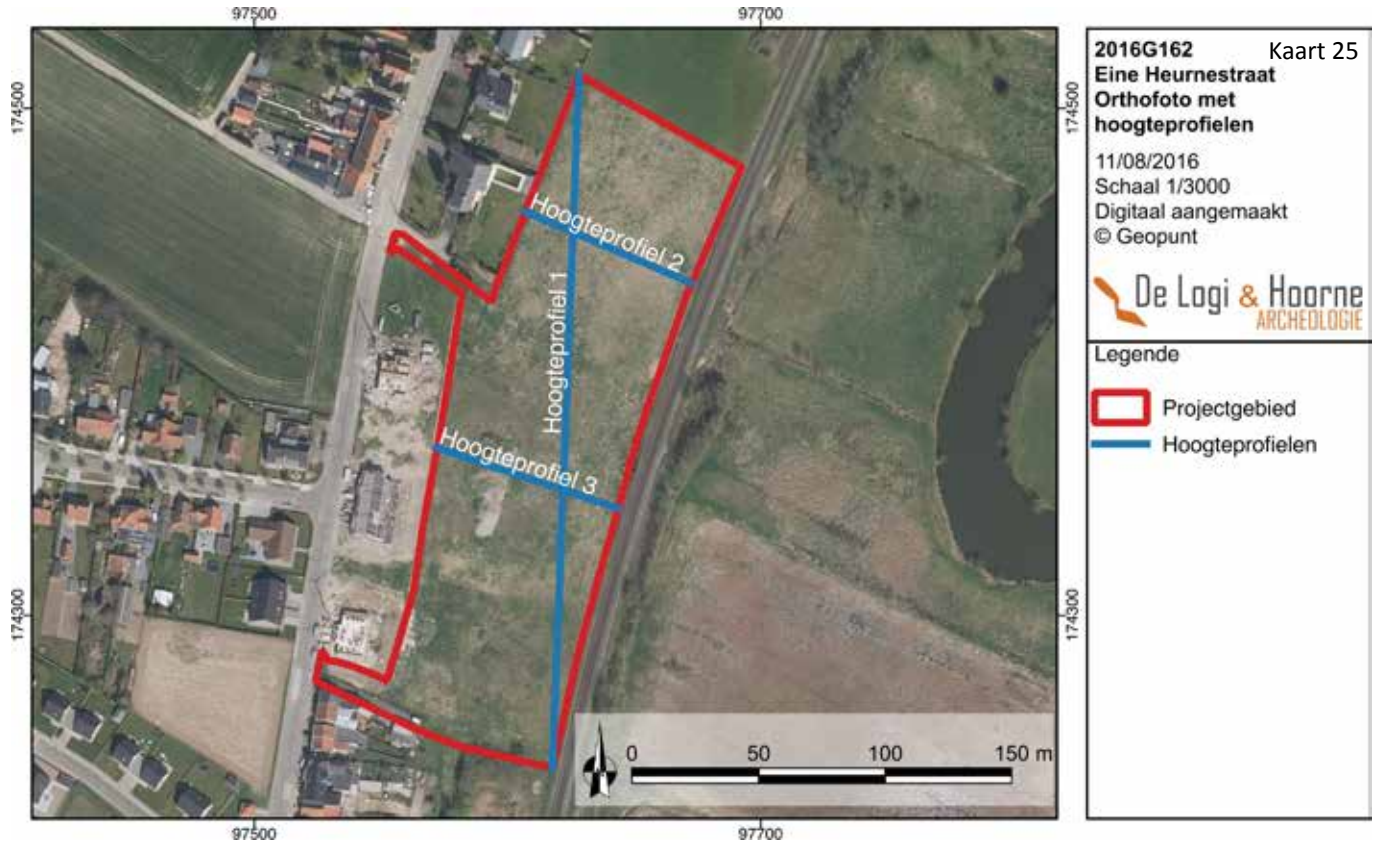 97500 97700
174500
174500
174300
174300
Hoogteprofiel 2
Hoogteprofiel 1
Hoogteprofiel 3
0 50 100 150 m
97500 97700
2016G162 Kaart 25
Eine Heurnestraat
Orthofoto met
hoogteprofielen
11/08/2016
Schaal 1/3000
Digitaal aangemaakt
© Geopunt
De Logi & Hoorne
ARCHEOLOGIE
Legende
Projectgebied
Hoogteprofielen